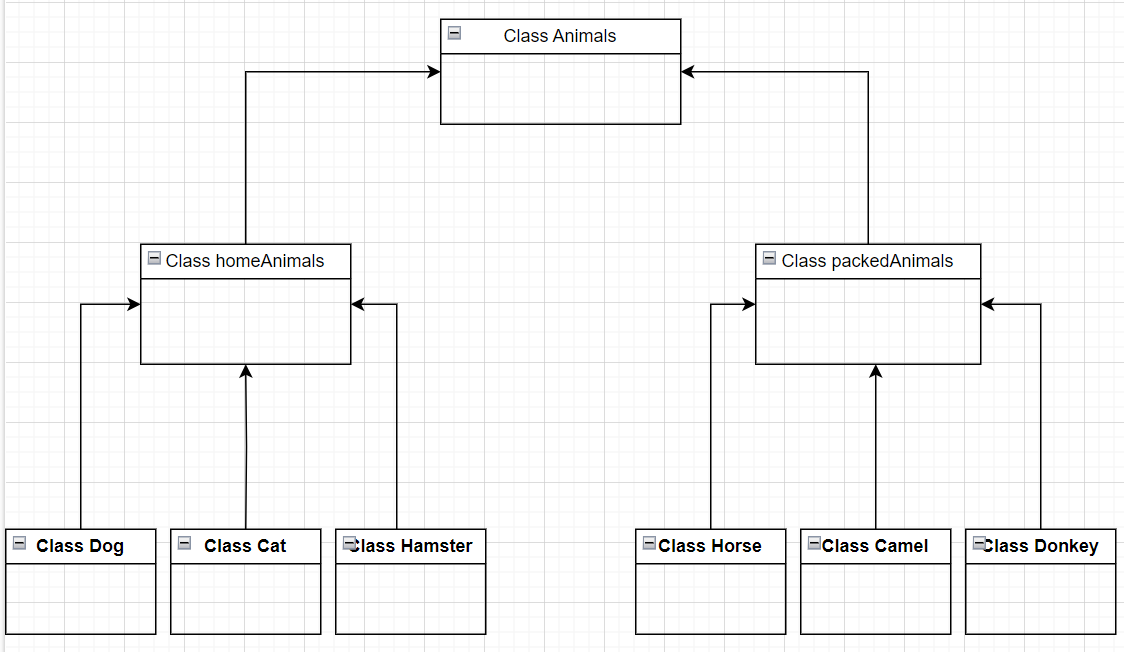 Class Animals
Class homeAnimals
Class packedAnimals
Class Dog
Class Cat
Class Hamster
Class Horse
Class Camel
Class Donkey